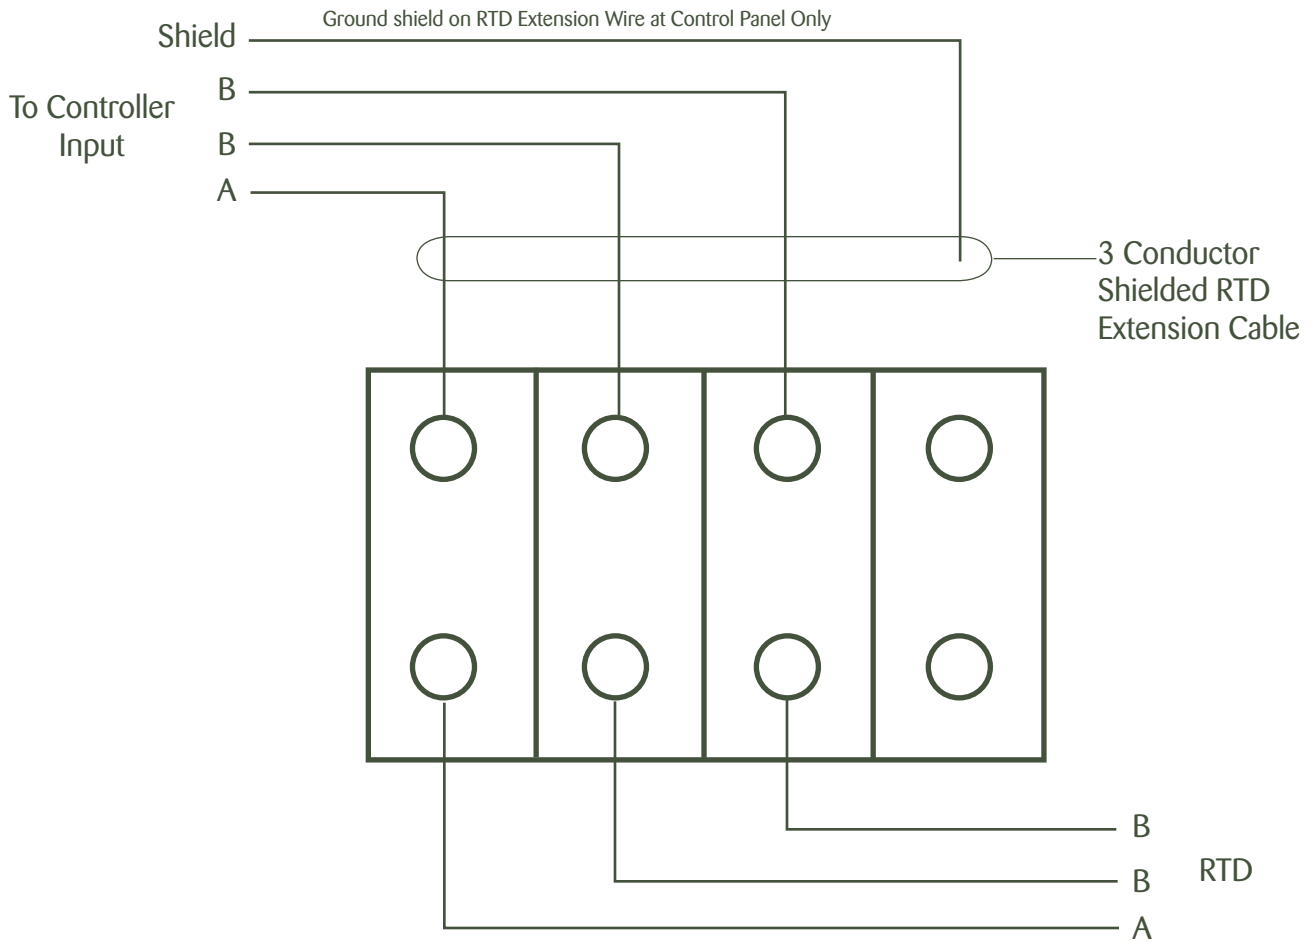 Ground shield on RTD Extension Wire at Control Panel Only
Shield
B
To Controller
Input
B
A
3 Conductor
Shielded RTD
Extension Cable
B
RTD
B
A